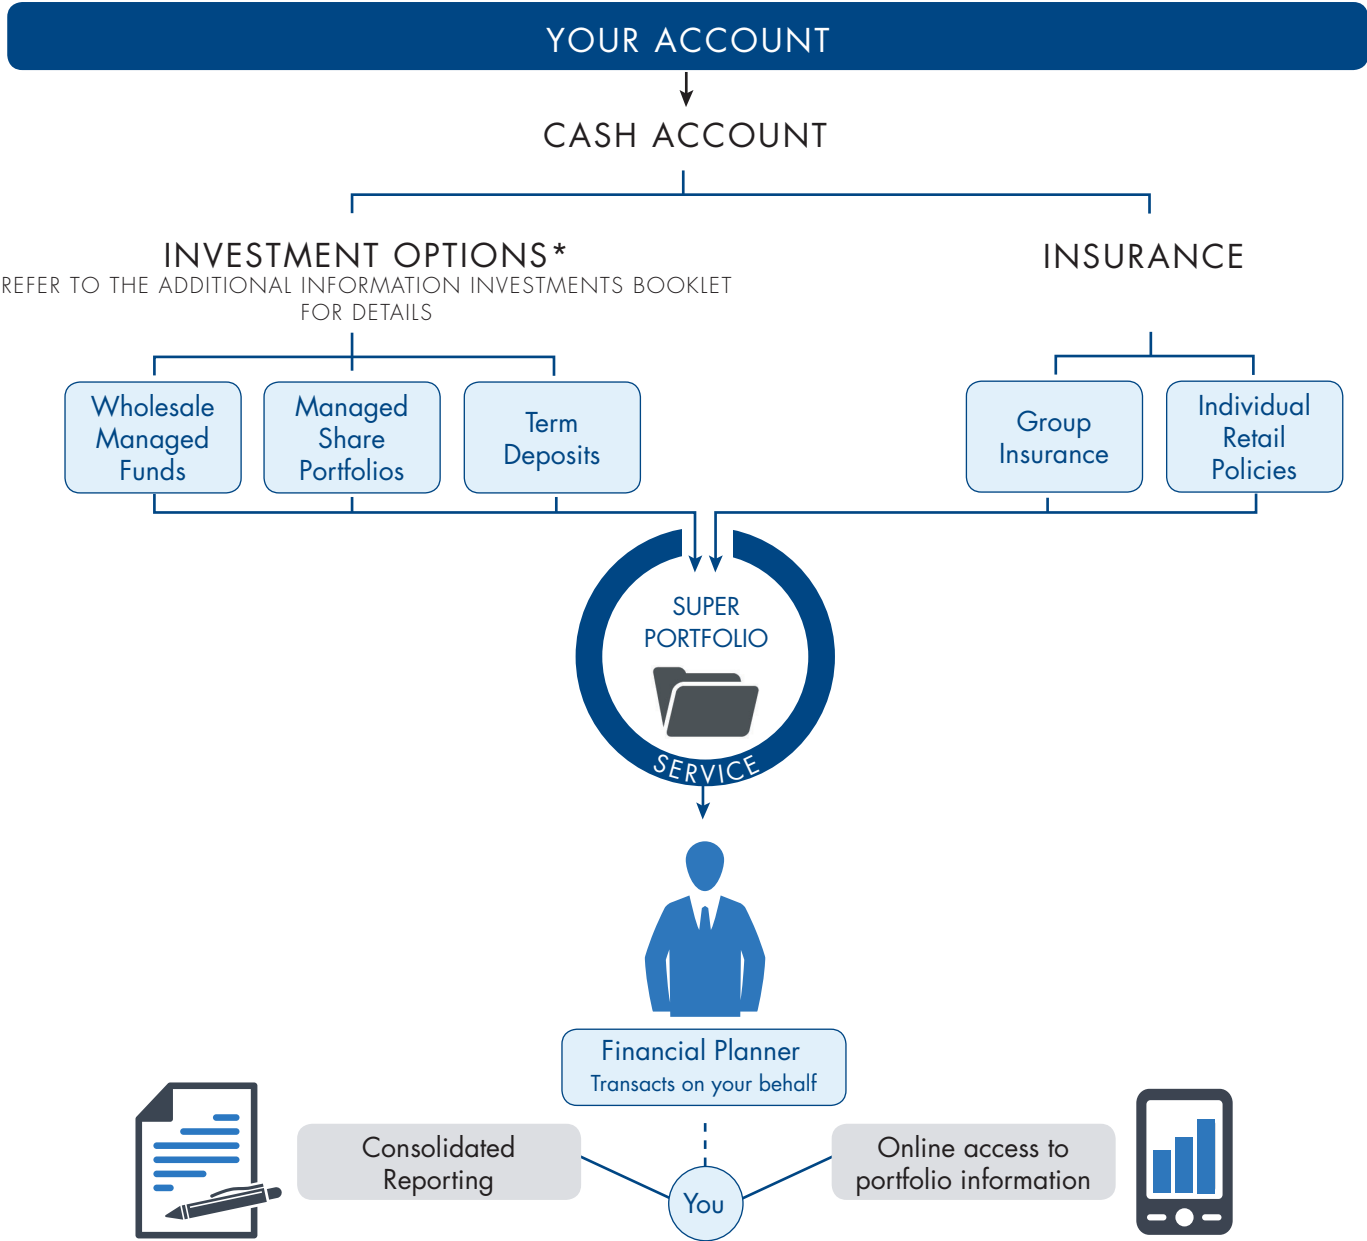 YOUR ACCOUNT
CASH ACCOUNT
INVESTMENT OPTIONS*
REFER TO THE ADDITIONAL INFORMATION INVESTMENTS BOOKLET
FOR DETAILS
INSURANCE
Wholesale
Managed
Funds
Managed
Share
Portfolios
Term
Deposits
Group
Insurance
Individual
Retail
Policies
SUPER
PORTFOLIO
SERVICE
Financial Planner
Transacts on your behalf
Consolidated
Reporting
You
Online access to
portfolio information